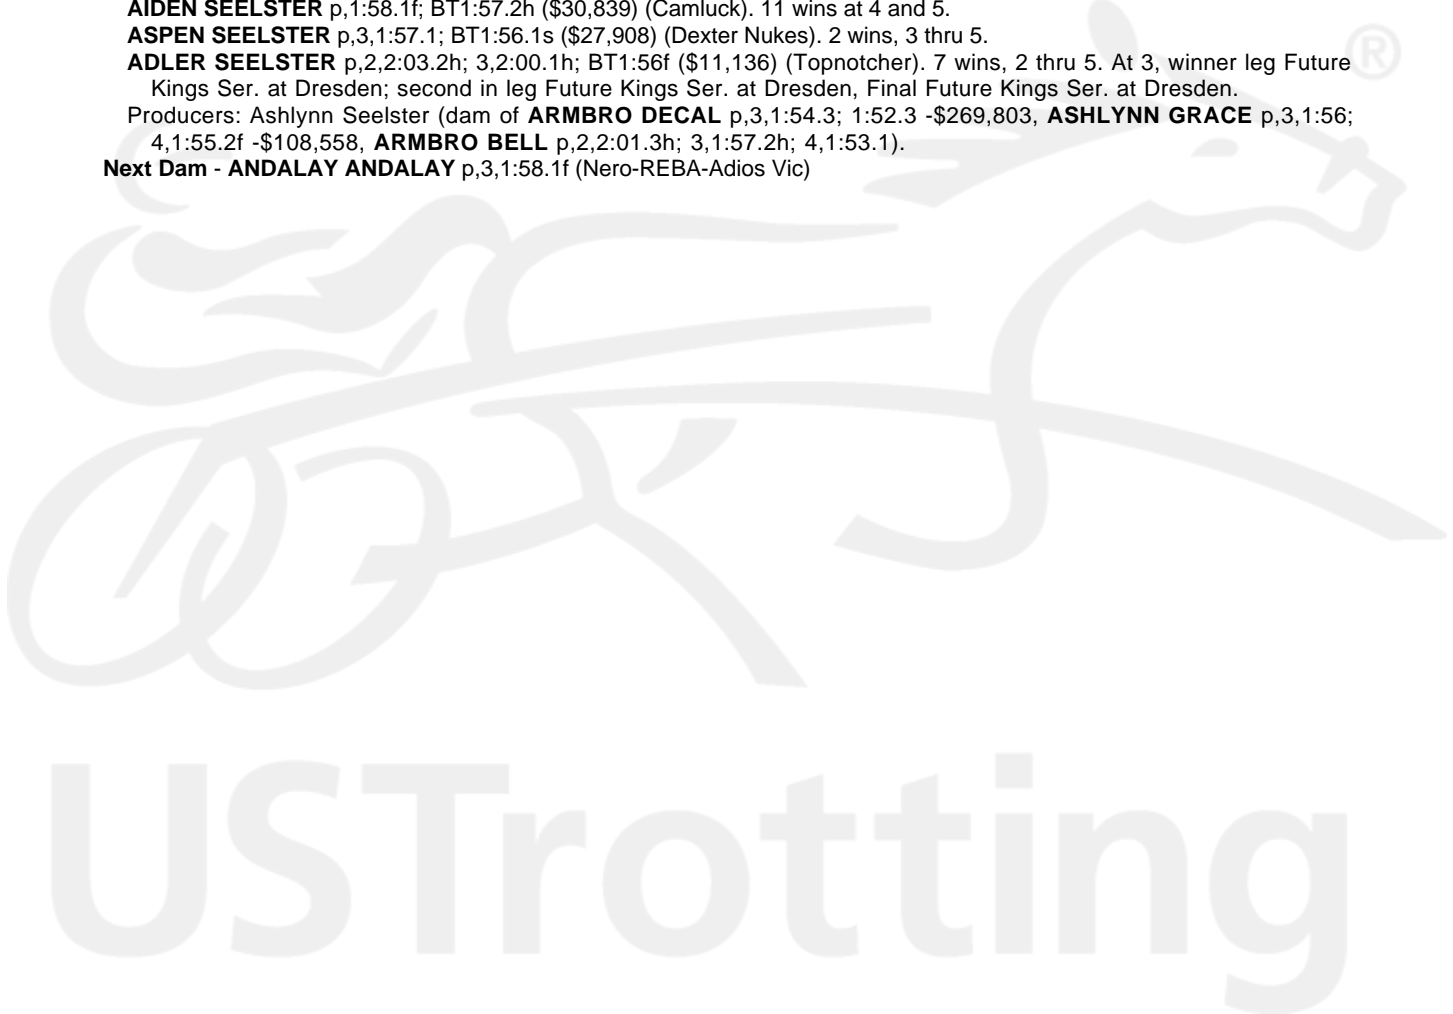 AIDEN SEELSTER p,1:58.1f; BT1:57.2h ($30,839) (Camluck). 11 wins at 4 and 5.
ASPEN SEELSTER p,3,1:57.1; BT1:56.1s ($27,908) (Dexter Nukes). 2 wins, 3 thru 5.
ADLER SEELSTER p,2,2:03.2h; 3,2:00.1h; BT1:56f ($11,136) (Topnotcher). 7 wins, 2 thru 5. At 3, winner leg Future
Kings Ser. at Dresden; second in leg Future Kings Ser. at Dresden, Final Future Kings Ser. at Dresden.
Producers: Ashlynn Seelster (dam of ARMBRO DECAL p,3,1:54.3; 1:52.3 -$269,803, ASHLYNN GRACE p,3,1:56;
4,1:55.2f -$108,558, ARMBRO BELL p,2,2:01.3h; 3,1:57.2h; 4,1:53.1).
Next Dam - ANDALAY ANDALAY p,3,1:58.1f (Nero-REBA-Adios Vic)
®
USTrotting